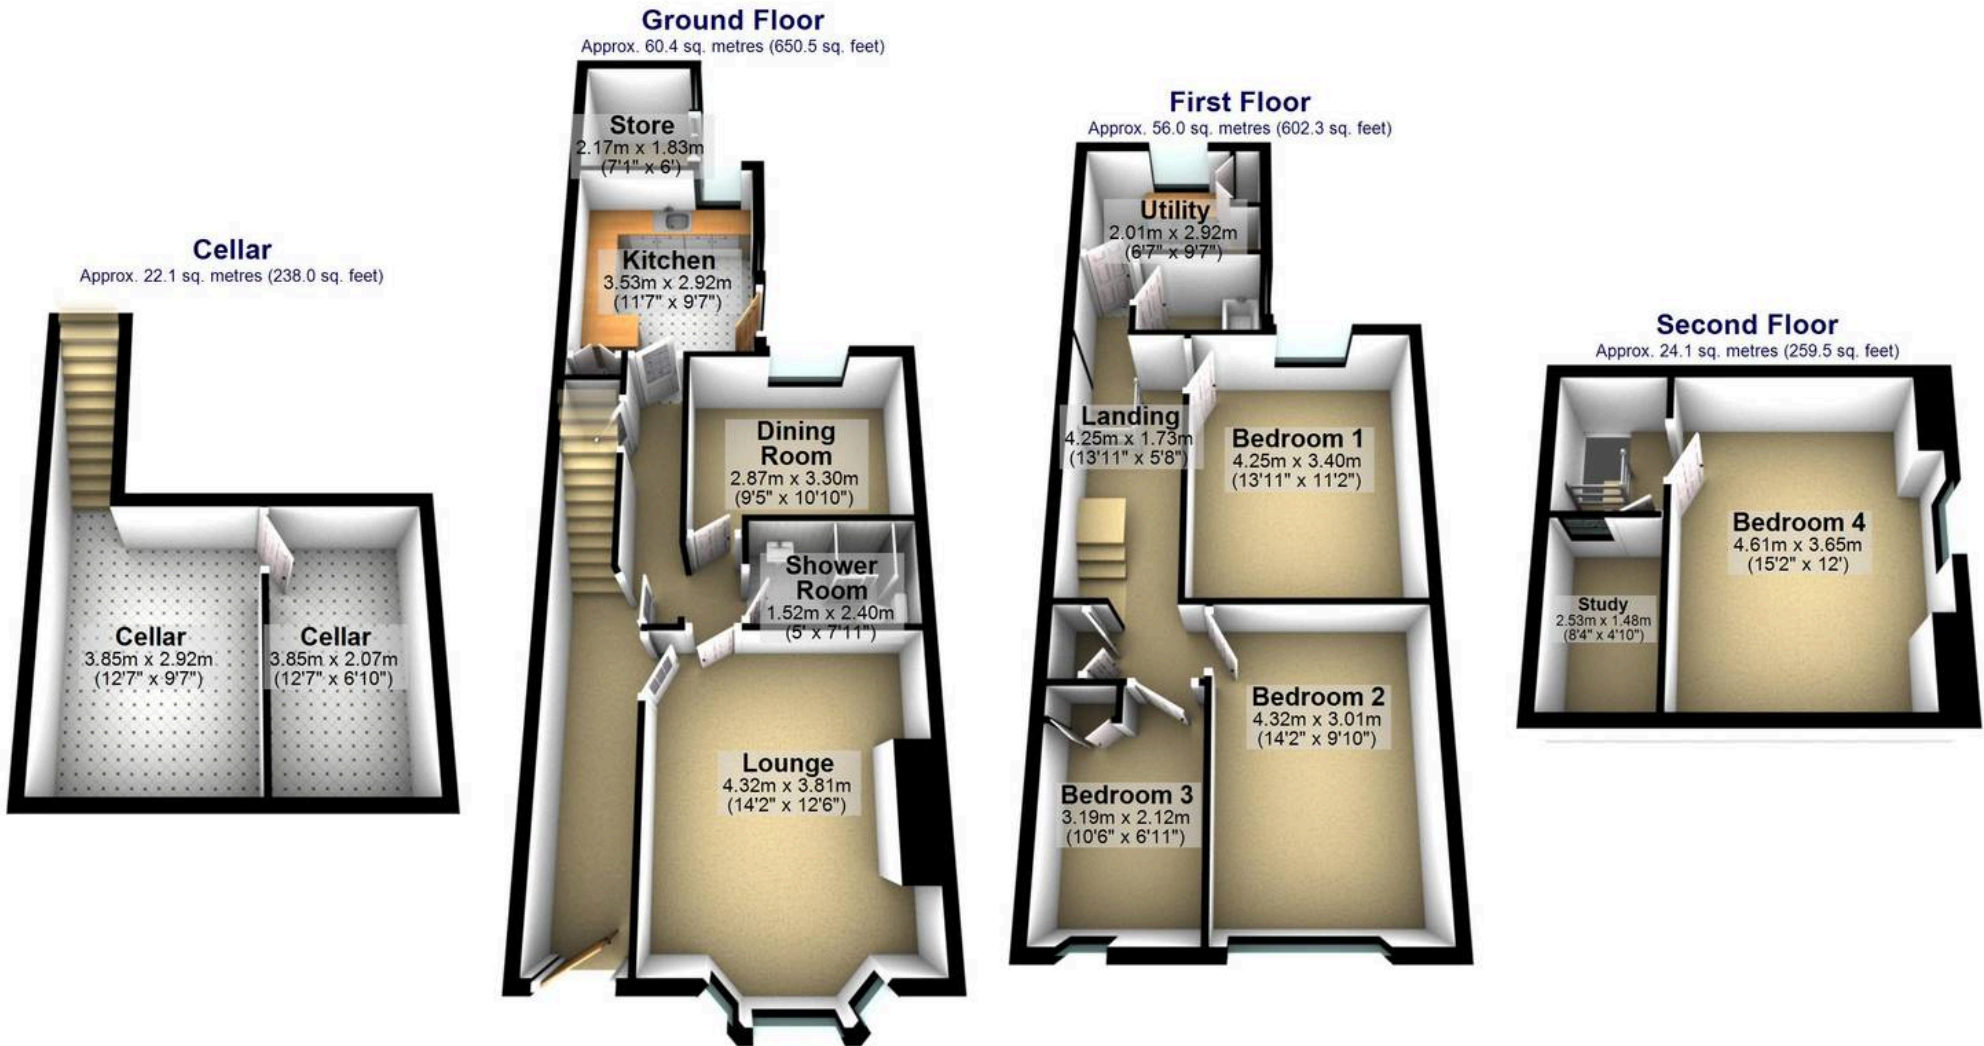 Ground Floor
Approx. 60.4 sq. metres (650.5 sq. feet)
Store
2.17m x 1.83m
(7'1" x 6')
Kitchen
3.53m x 2.92m
(11'7" x 9'7")
Dining
Room
2.87m x 3.30m
(9'5" x 10'10")
Shower
Room
1.52m x 2.40m
(5' x 7'11")
Lounge
4.32m x 3.81m
(14'2" x 12'6")
Cellar
Approx. 22.1 sq. metres (238.0 sq. feet)
Cellar
3.85m x 2.92m
(12'7" x 9'7")
Cellar
3.85m x 2.07m
(12'7" x 6'10")
First Floor
Approx. 56.0 sq. metres (602.3 sq. feet)
Utility
2.01m x 2.92m
(6'7" x 9'7")
Landing
4.25m x 1.73m
(13'11" x 5'8")
Bedroom 1
4.25m x 3.40m
(13'11" x 11'2")
Bedroom 2
4.32m x 3.01m
(14'2" x 9'10")
Bedroom 3
3.19m x 2.12m
(10'6" x 6'11")
Second Floor
Approx. 24.1 sq. metres (259.5 sq. feet)
Bedroom 4
4.61m x 3.65m
(15'2" x 12')
Study
2.53m x 1.48m
(8'4" x 4'10")